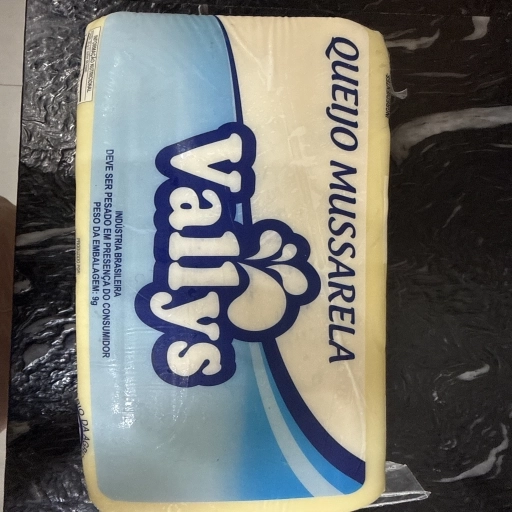 QUEIJO MUSSARELA
Vallys
INDÚSTRIA BRASILEIRA
DEVE SER PESADO EM PRESENÇA DO CONSUMIDOR
PESO DA EMBALAGEM: 9g